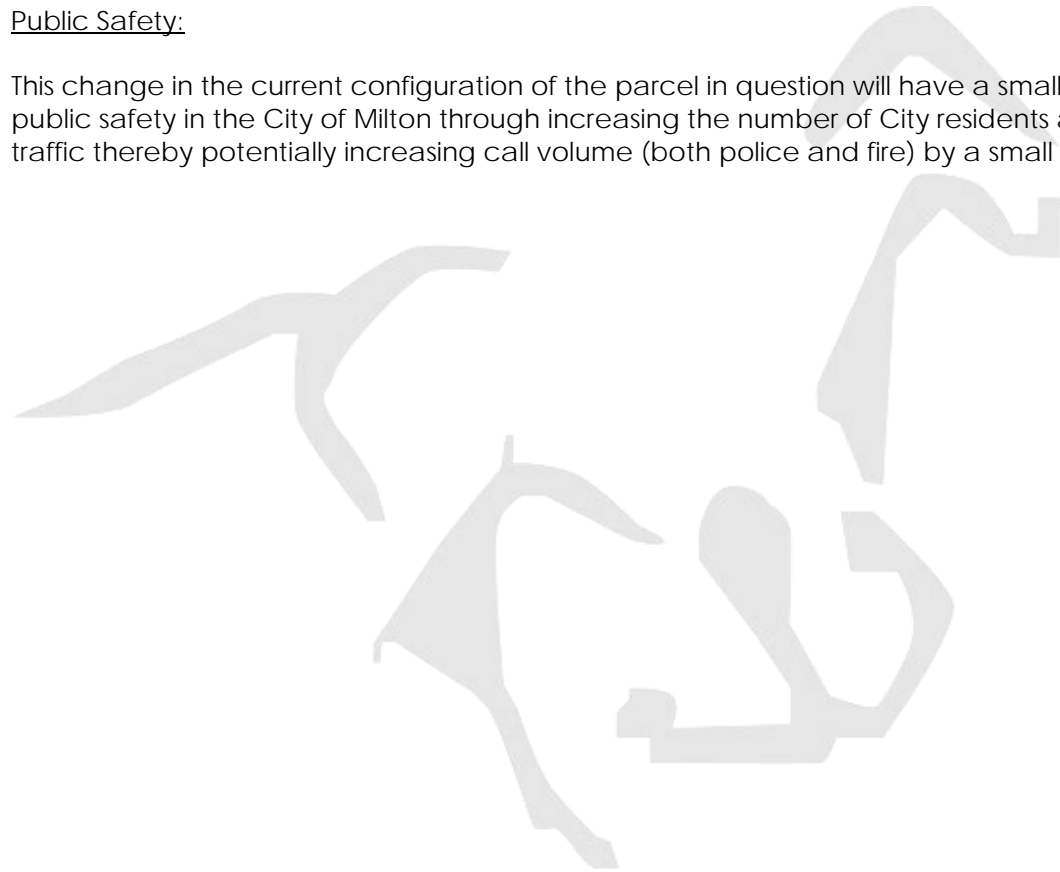 Public Safety:
This change in the current configuration of the parcel in question will have a small
public safety in the City of Milton through increasing the number of City residents
traffic thereby potentially increasing call volume (both police and fire) by a small